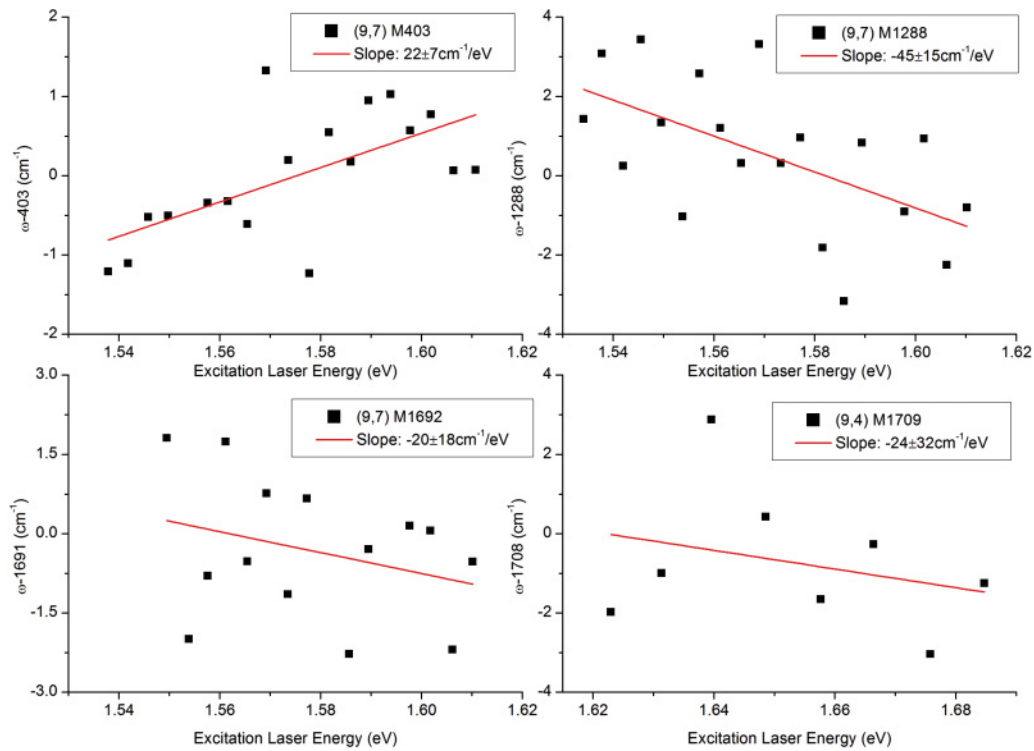 (9,7) M403
Slope: 22±7cm⁻¹/eV
ω-403 (cm⁻¹)
2
1
0
-1
-2
1.54 1.56 1.58 1.60 1.62
Excitation Laser Energy (eV)
(9,7) M1288
Slope: -45±15cm⁻¹/eV
ω-1288 (cm⁻¹)
4
2
0
-2
-4
1.54 1.56 1.58 1.60 1.62
Excitation Laser Energy (eV)
(9,7) M1692
Slope: -20±18cm⁻¹/eV
ω-1691 (cm⁻¹)
3.0
1.5
0.0
-1.5
-3.0
1.54 1.56 1.58 1.60 1.62
Excitation Laser Energy (eV)
(9,4) M1709
Slope: -24±32cm⁻¹/eV
ω-1708 (cm⁻¹)
4
2
0
-2
-4
1.62 1.64 1.66 1.68
Excitation Laser Energy (eV)